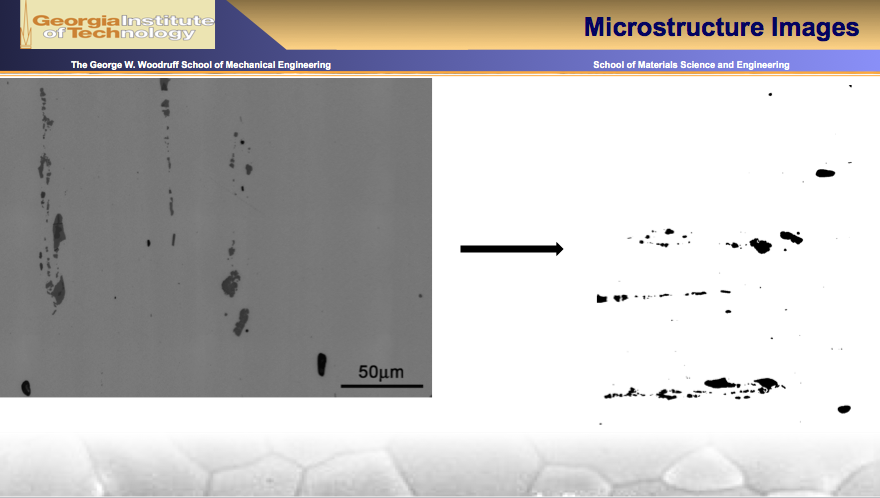 Georgia Institute
of Technology
Microstructure Images
The George W. Woodruff School of Mechanical Engineering
School of Materials Science and Engineering
50μm